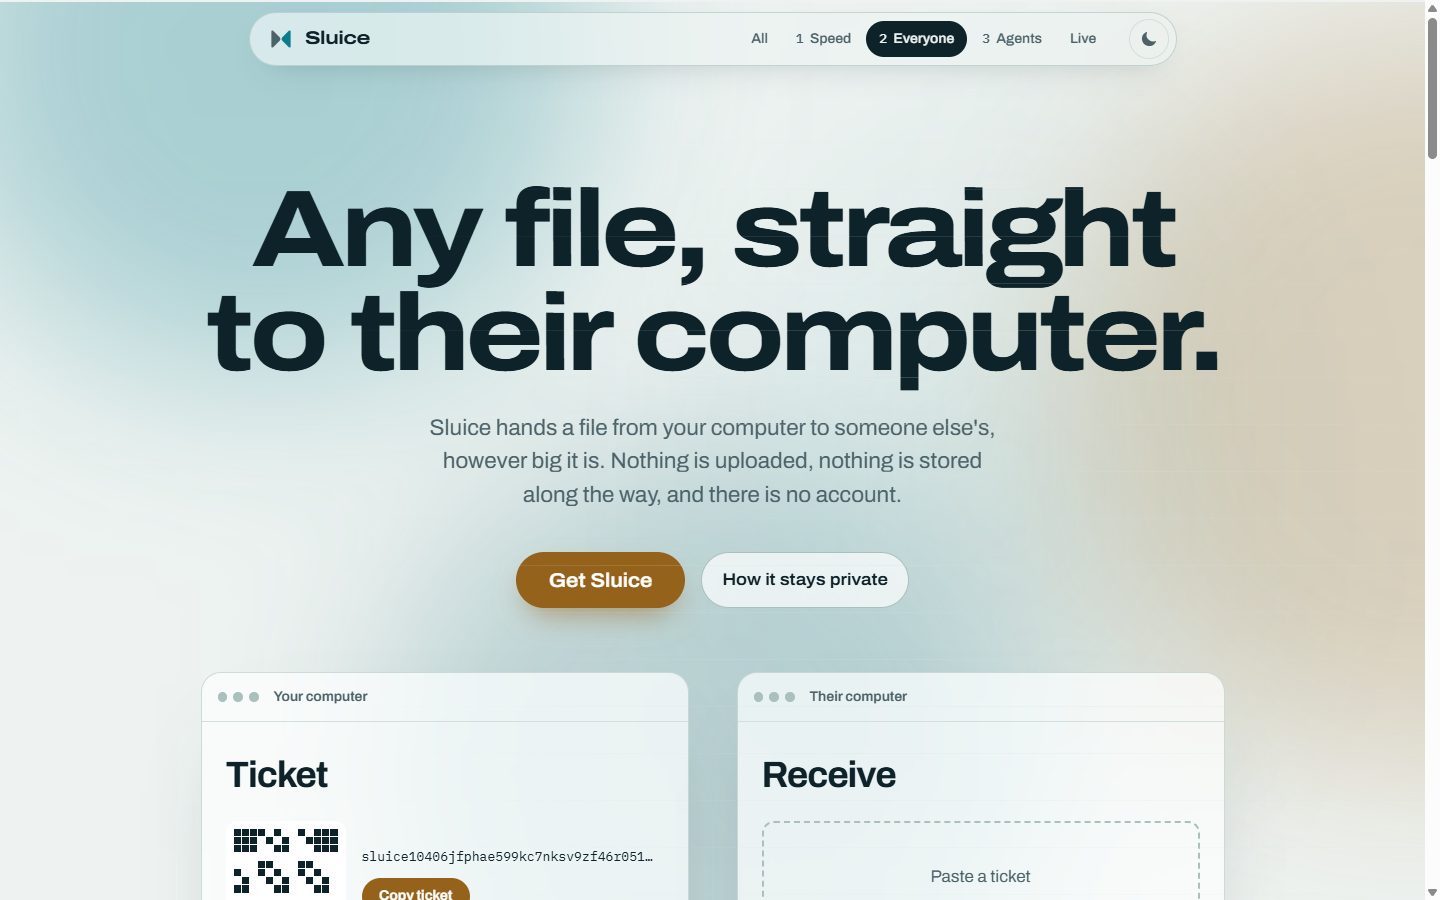 Sluice
All
1 Speed
2 Everyone
3 Agents
Live
Any file, straight
to their computer.
Sluice hands a file from your computer to someone else's,
however big it is. Nothing is uploaded, nothing is stored
along the way, and there is no account.
Get Sluice
How it stays private
Your computer
Ticket
sluice10406jfphae599kc7nksv9zf46r051…
Copy ticket
Their computer
Receive
Paste a ticket